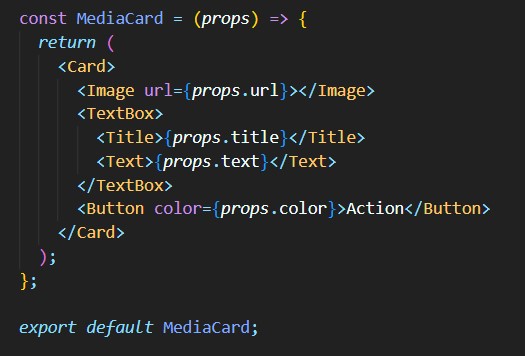 const MediaCard = (props) => {
  return (
    <Card>
      <Image url={props.url}></Image>
      <TextBox>
        <Title>{props.title}</Title>
        <Text>{props.text}</Text>
      </TextBox>
      <Button color={props.color}>Action</Button>
    </Card>
  );
};

export default MediaCard;